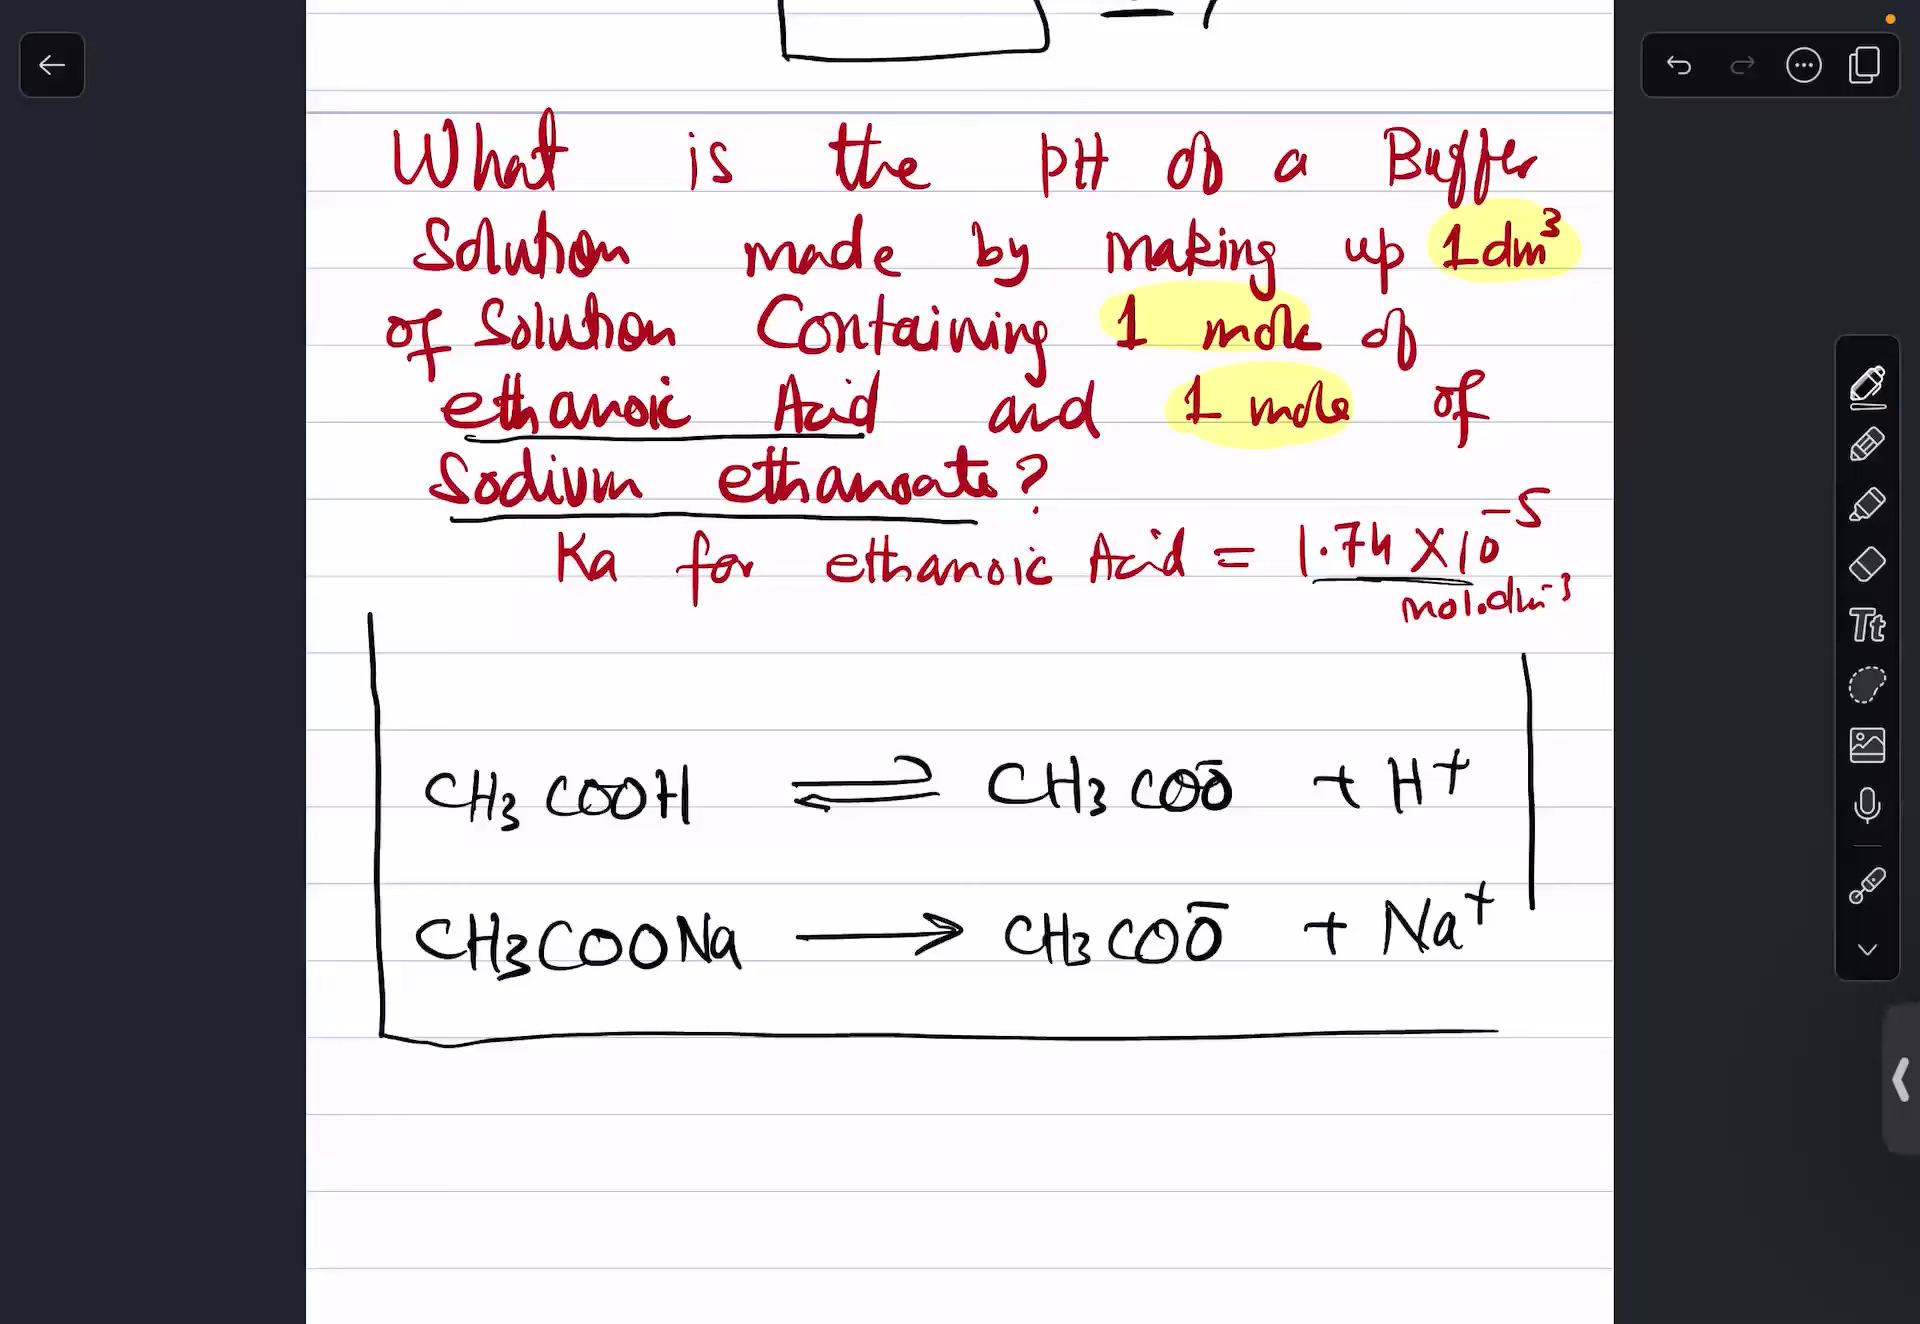 What is the pH of a Buffer
Solution made by making up 1dm³
of Solution Containing 1 mole of
ethanoic Acid and 1 mole of
Sodium ethanoate?
Ka for ethanoic Acid = 1.74 X 10⁻⁵
mol.dm⁻³
CH₃COOH ⇌ CH₃COO⁻ + H⁺
CH₃COONa → CH₃COO⁻ + Na⁺
Tt